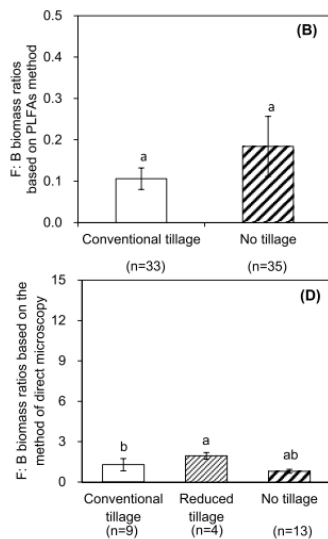 (B)
F: B biomass ratios
based on PLFAs method
0.5
0.4
0.3
0.2
0.1
0.0
a
a
Conventional tillage No tillage
(n=33) (n=35)
(D)
F: B biomass ratios based on the
method of direct microscopy
15
12
9
6
3
0
b
a
ab
Conventional Reduced No tillage
tillage tillage
(n=9) (n=4) (n=13)